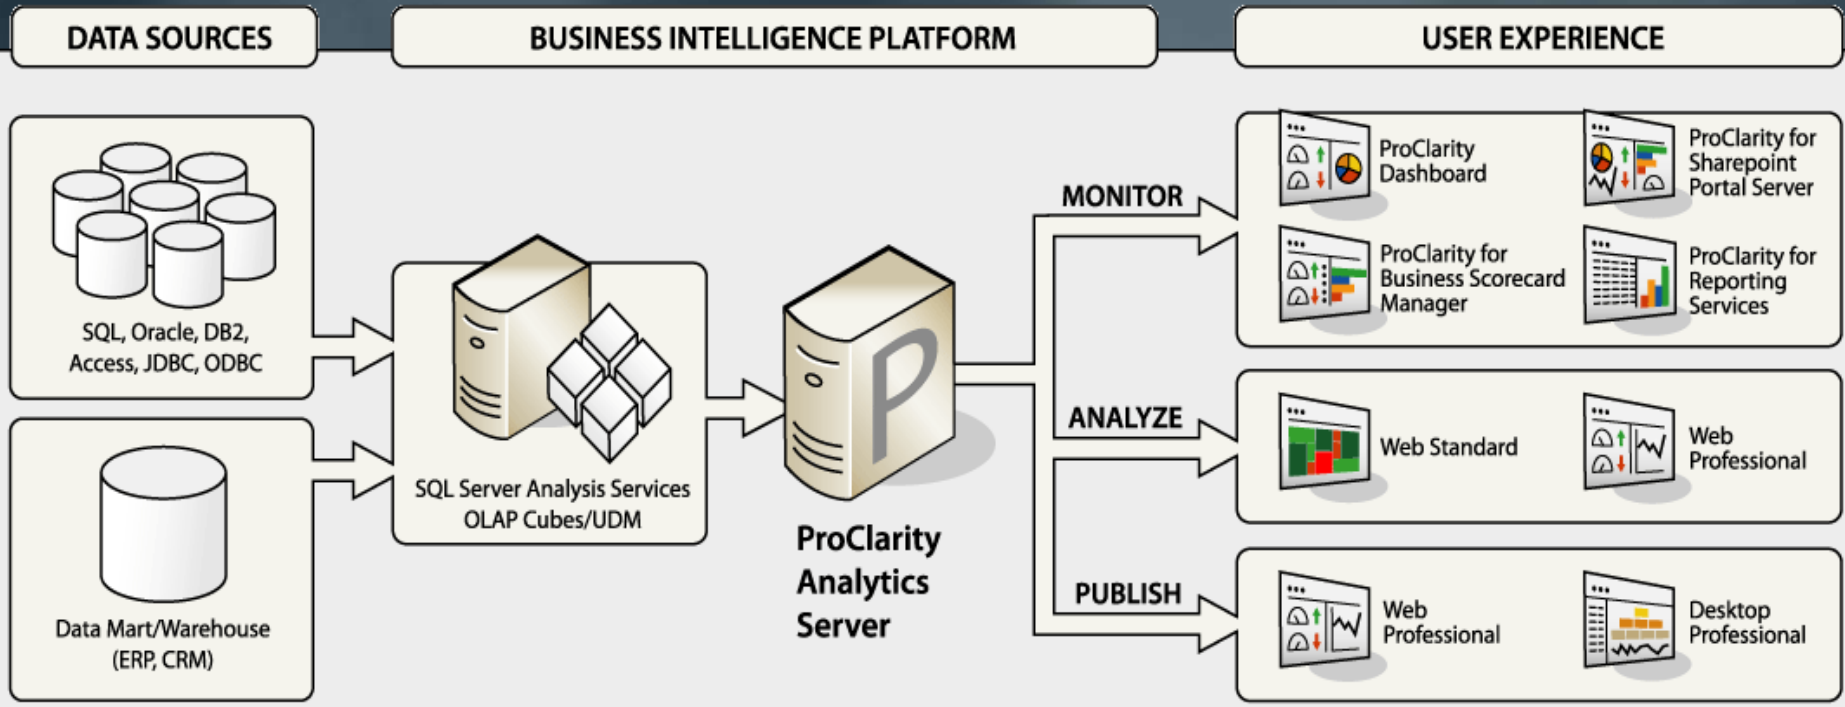 DATA SOURCES
BUSINESS INTELLIGENCE PLATFORM
USER EXPERIENCE
SQL, Oracle, DB2,
Access, JDBC, ODBC
Data Mart/Warehouse
(ERP, CRM)
SQL Server Analysis Services
OLAP Cubes/UDM
P
ProClarity
Analytics
Server
MONITOR
ProClarity
Dashboard
ProClarity for
Sharepoint
Portal Server
ProClarity for
Business Scorecard
Manager
ProClarity for
Reporting
Services
ANALYZE
Web Standard
Web
Professional
PUBLISH
Web
Professional
Desktop
Professional